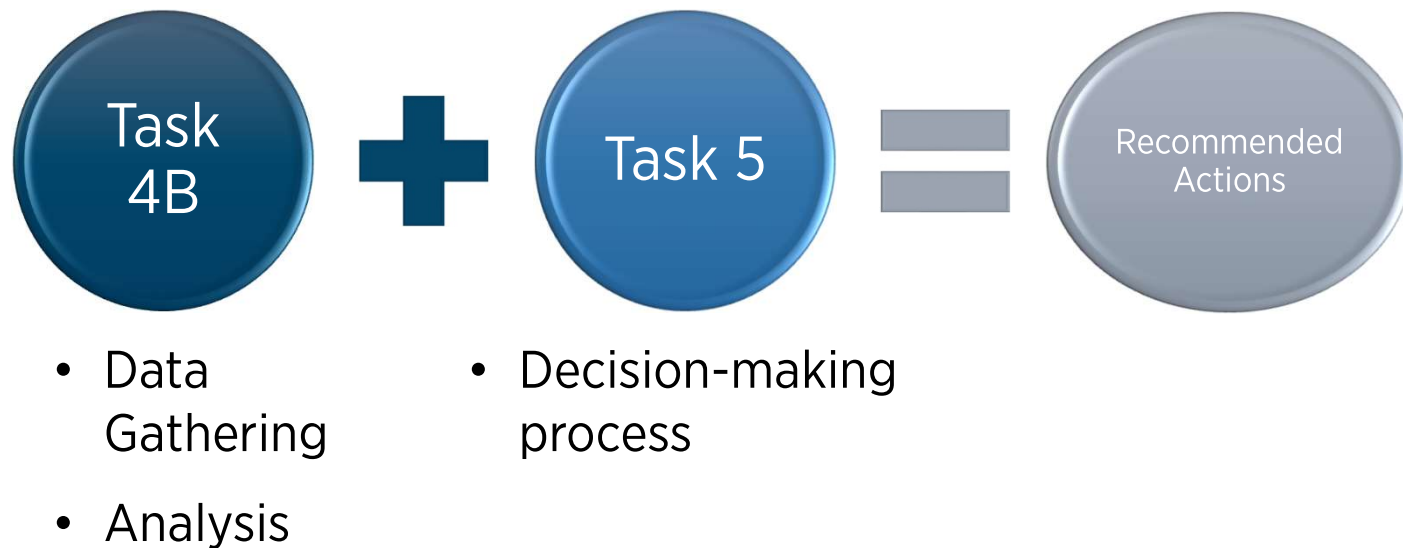 Task
4B
Task 5
Recommended
Actions
• Data
Gathering
• Analysis
• Decision-making
process